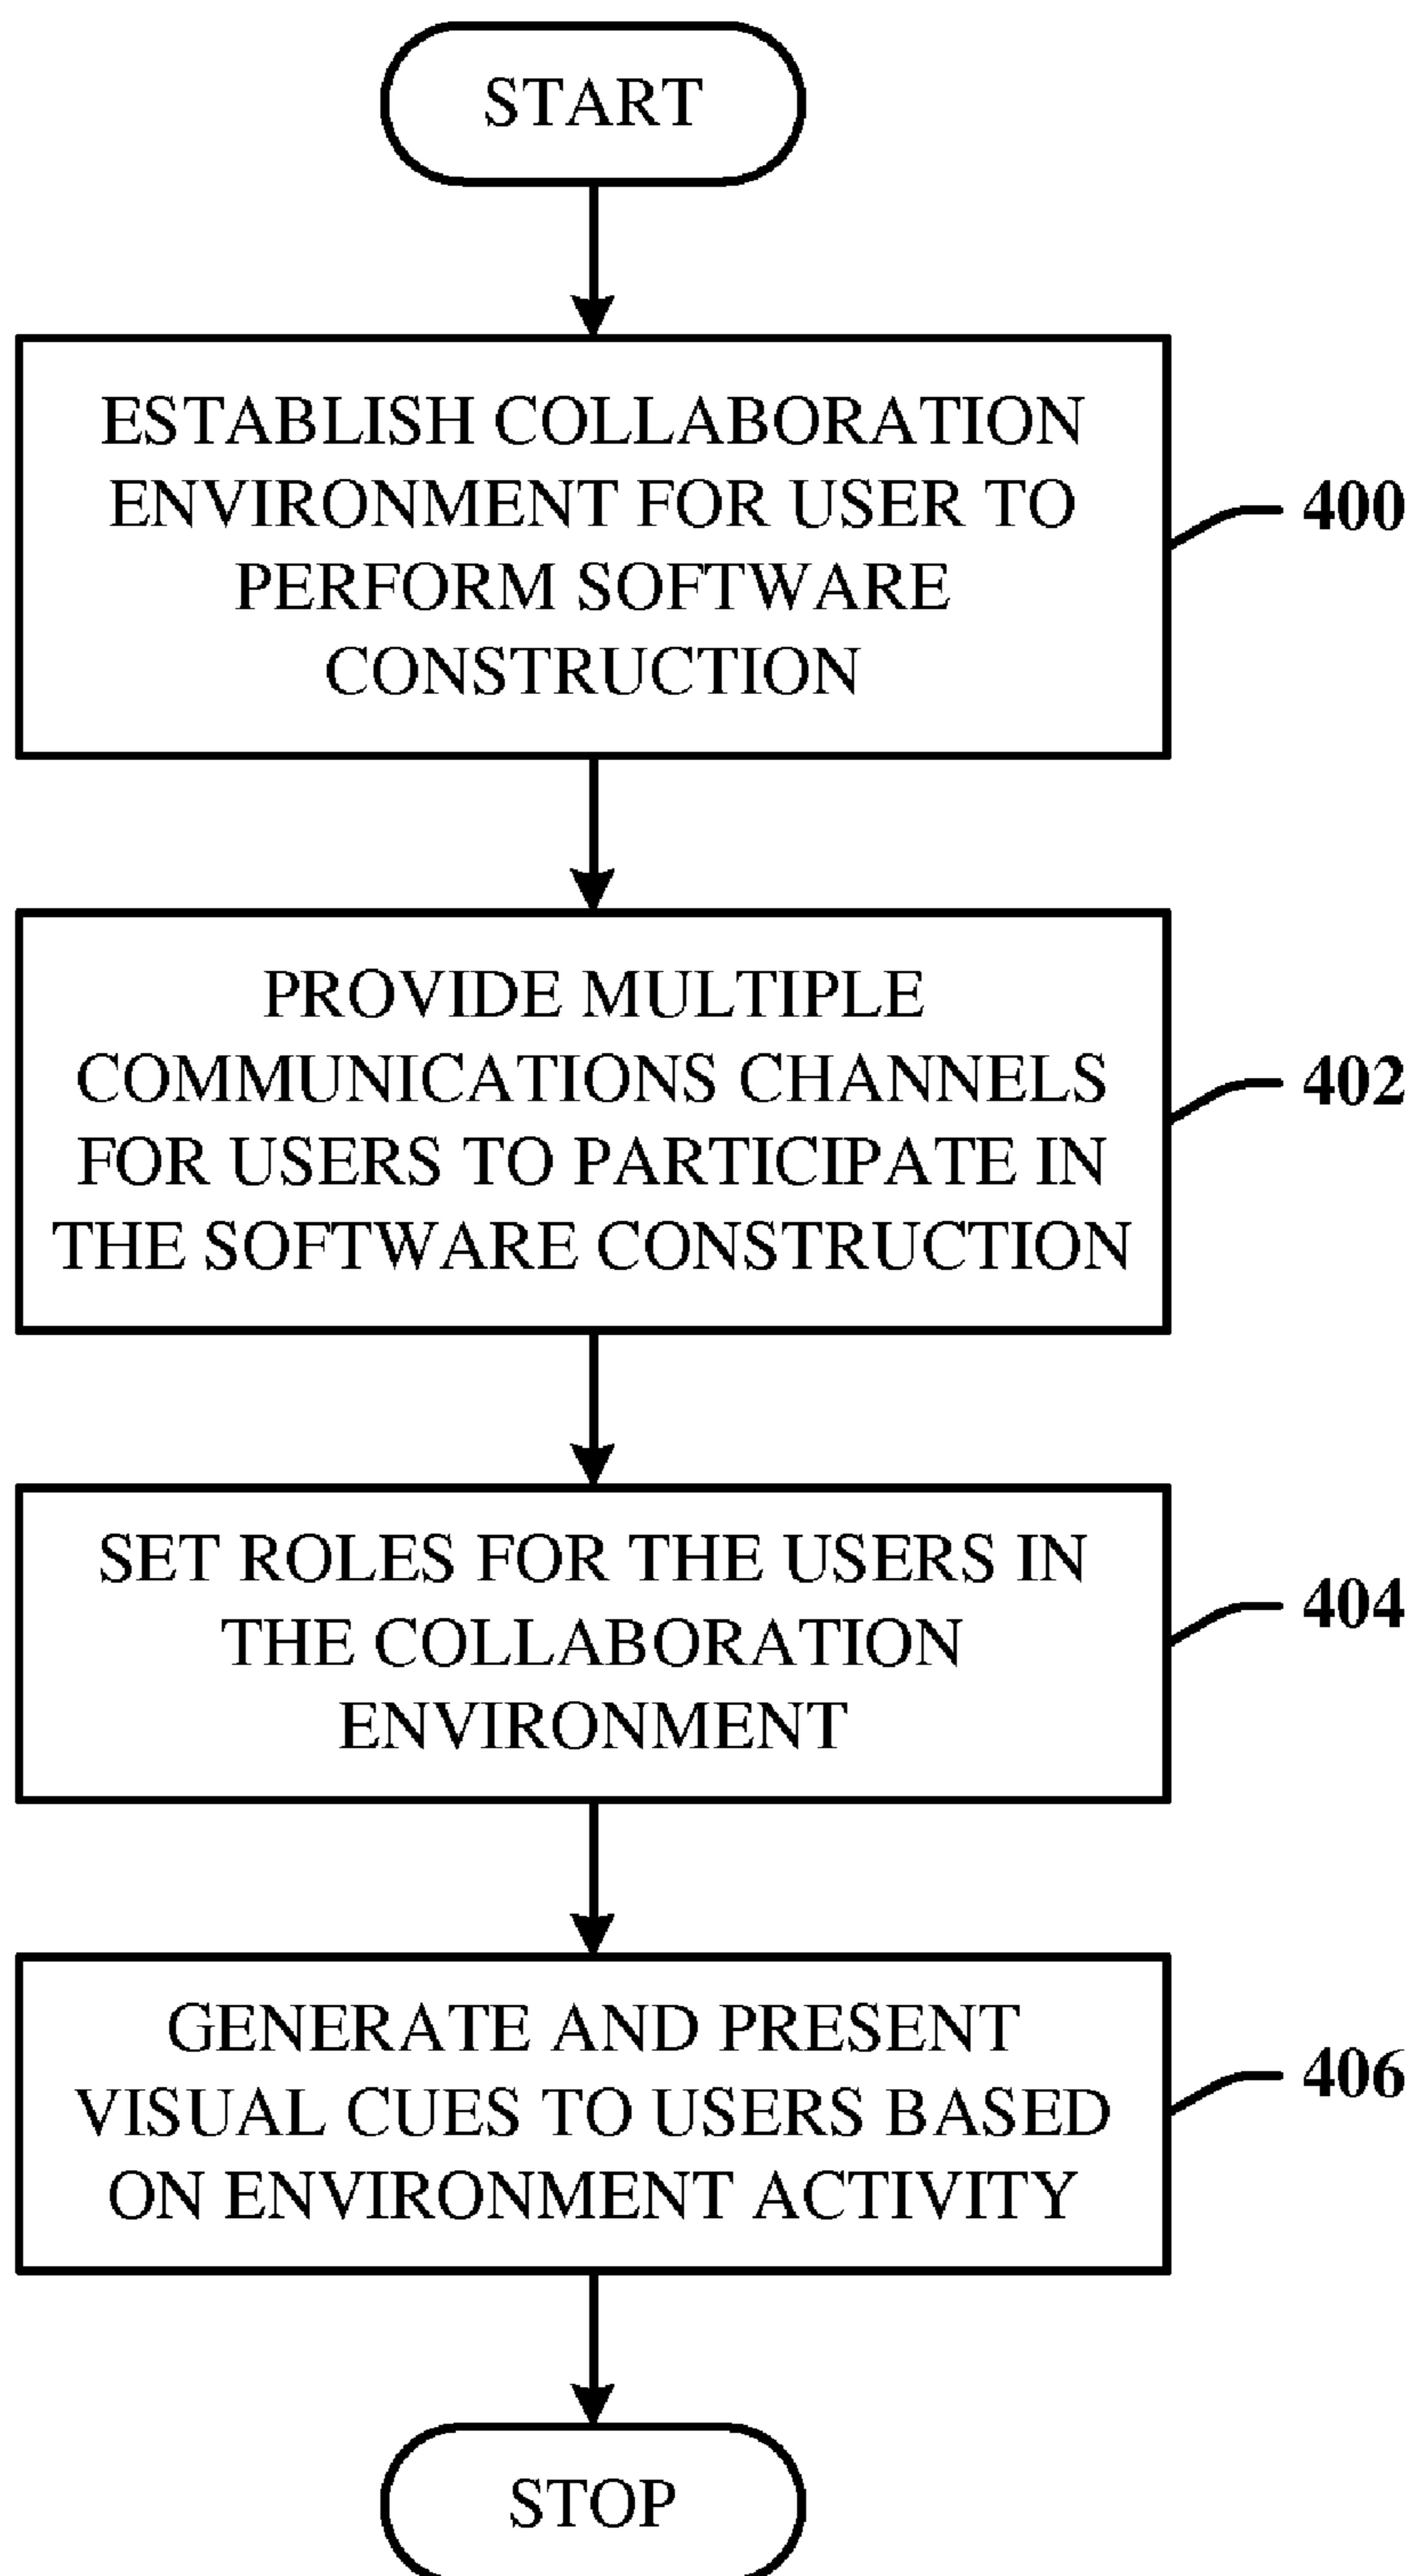 START
ESTABLISH COLLABORATION
ENVIRONMENT FOR USER TO
PERFORM SOFTWARE
CONSTRUCTION
400
PROVIDE MULTIPLE
COMMUNICATIONS CHANNELS
FOR USERS TO PARTICIPATE IN
THE SOFTWARE CONSTRUCTION
402
SET ROLES FOR THE USERS IN
THE COLLABORATION
ENVIRONMENT
404
GENERATE AND PRESENT
VISUAL CUES TO USERS BASED
ON ENVIRONMENT ACTIVITY
406
STOP